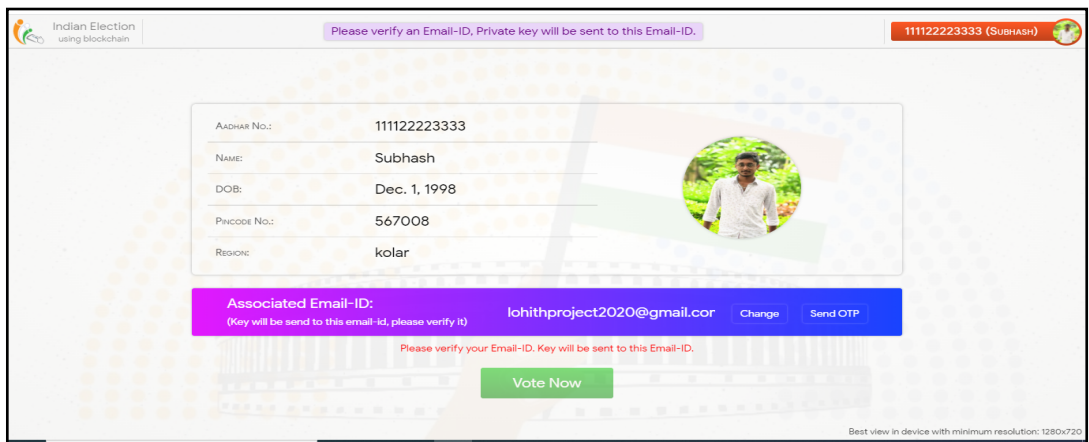 Indian Election
using blockchain
Please verify an Email-ID, Private key will be sent to this Email-ID.
111122223333 (SUBHASH)
AADHAR NO.: 111122223333
NAME: Subhash
DOB: Dec. 1, 1998
PINCODE NO.: 567008
REGION: kolar
Associated Email-ID:
(Key will be send to this email-id, please verify it)
lohithproject2020@gmail.cor
Change
Send OTP
Please verify your Email-ID. Key will be sent to this Email-ID.
Vote Now
Best view in device with minimum resolution: 1280x720